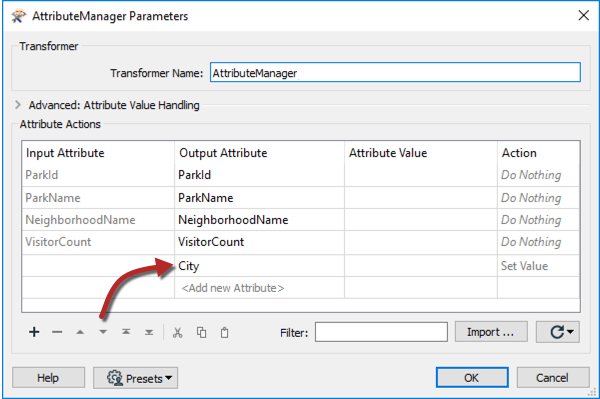 AttributeManager Parameters
Transformer
Transformer Name: AttributeManager
Advanced: Attribute Value Handling
Attribute Actions
Input Attribute Output Attribute Attribute Value Action
ParkId ParkId Do Nothing
ParkName ParkName Do Nothing
NeighborhoodName NeighborhoodName Do Nothing
VisitorCount VisitorCount Do Nothing
City Set Value
<Add new Attribute>
Filter: Import ...
Help Presets OK Cancel